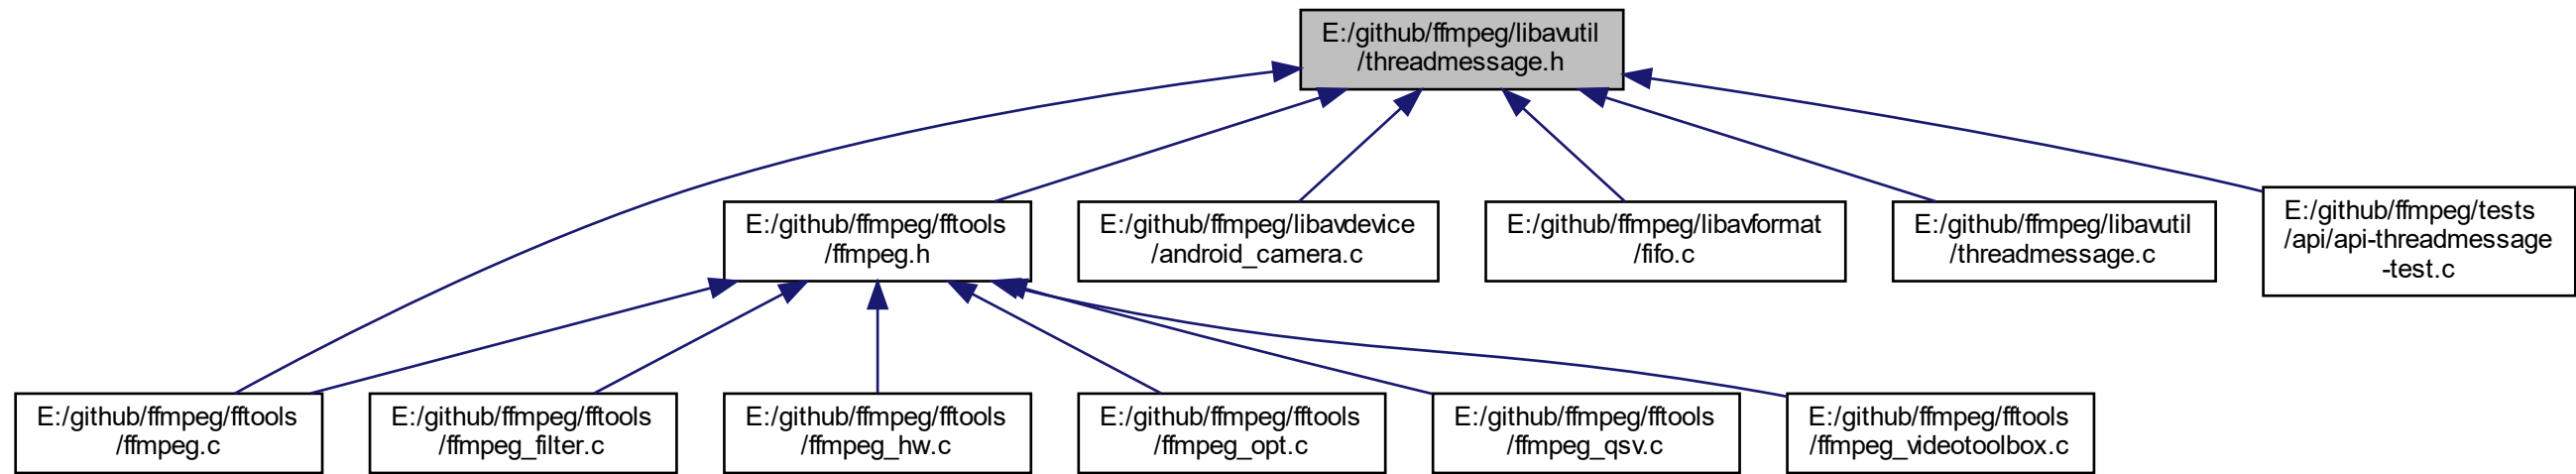 E:/github/ffmpeg/libavutil
/threadmessage.h
E:/github/ffmpeg/fftools
/ffmpeg.h
E:/github/ffmpeg/libavdevice
/android_camera.c
E:/github/ffmpeg/libavformat
/fifo.c
E:/github/ffmpeg/libavutil
/threadmessage.c
E:/github/ffmpeg/tests
/api/api-threadmessage
-test.c
E:/github/ffmpeg/fftools
/ffmpeg.c
E:/github/ffmpeg/fftools
/ffmpeg_filter.c
E:/github/ffmpeg/fftools
/ffmpeg_hw.c
E:/github/ffmpeg/fftools
/ffmpeg_opt.c
E:/github/ffmpeg/fftools
/ffmpeg_qsv.c
E:/github/ffmpeg/fftools
/ffmpeg_videotoolbox.c